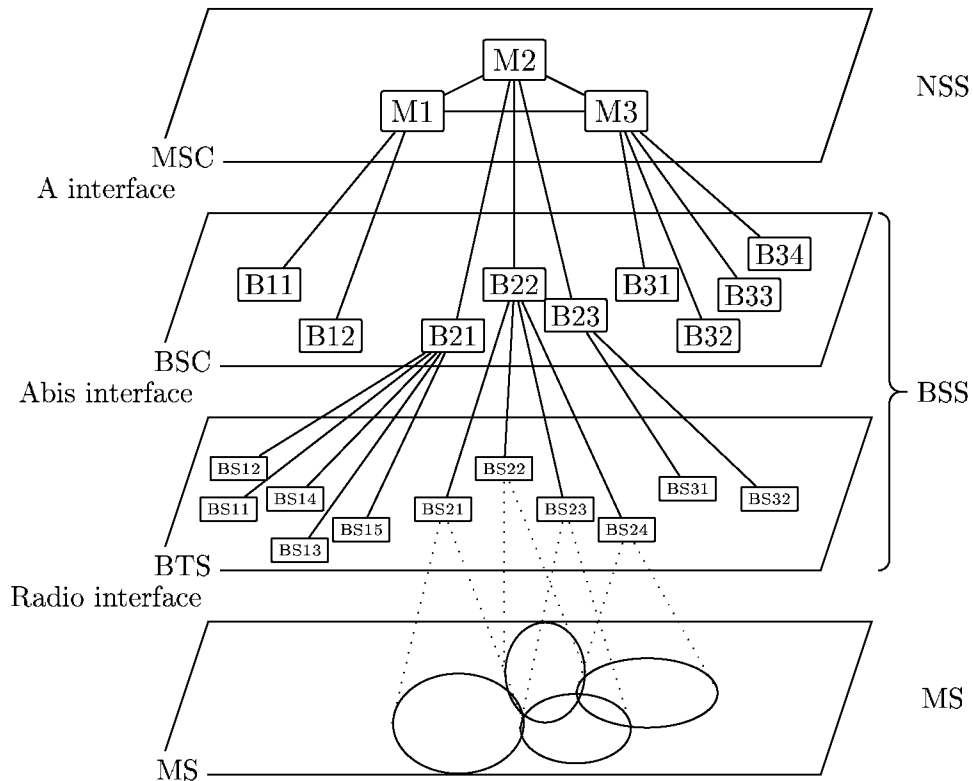 M2
NSS
M1
M3
MSC
A interface
B34
B11
B22
B31
B33
B23
B12
B21
B32
BSC
Abis interface
BSS
BS12
BS22
BS14
BS31
BS32
BS11
BS21
BS23
BS15
BS24
BS13
BTS
Radio interface
MS
MS